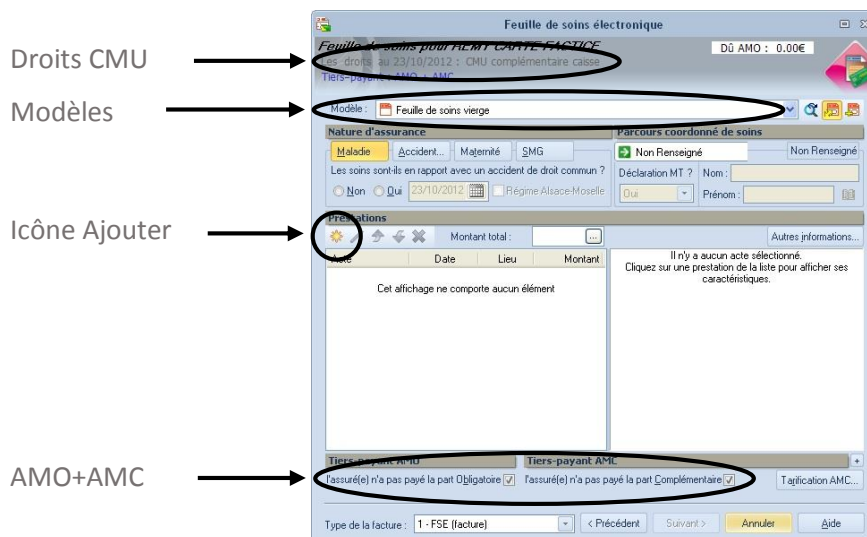 Feuille de soins électronique
Feuille de soins pour REMY CARTE FACTICE
Dû AMO : 0.00€
Droits CMU
Les droits au 23/10/2012 : CMU complémentaire caisse
Tiers-payant : AMO + AMC
Modèles
Modèle : Feuille de soins vierge
Nature d'assurance
Parcours coordonné de soins
Maladie Accident... Maternité SMG
Non Renseigné Non Renseigné
Les soins sont-ils en rapport avec un accident de droit commun ?
Déclaration MT ? Nom :
Non Oui 23/10/2012 Régime Alsace-Moselle
Oui Prénom :
Prestations
Icône Ajouter
Montant total : ...
Autres informations...
Acte Date Lieu Montant
Cet affichage ne comporte aucun élément
Il n'y a aucun acte sélectionné.
Cliquez sur une prestation de la liste pour afficher ses
caractéristiques.
Tiers-payant AMO Tiers-payant AMC +
AMO+AMC
l'assuré(e) n'a pas payé la part Obligatoire l'assuré(e) n'a pas payé la part Complémentaire Tarification AMC...
Type de la facture : 1 - FSE (facture) < Précédent Suivant > Annuler Aide